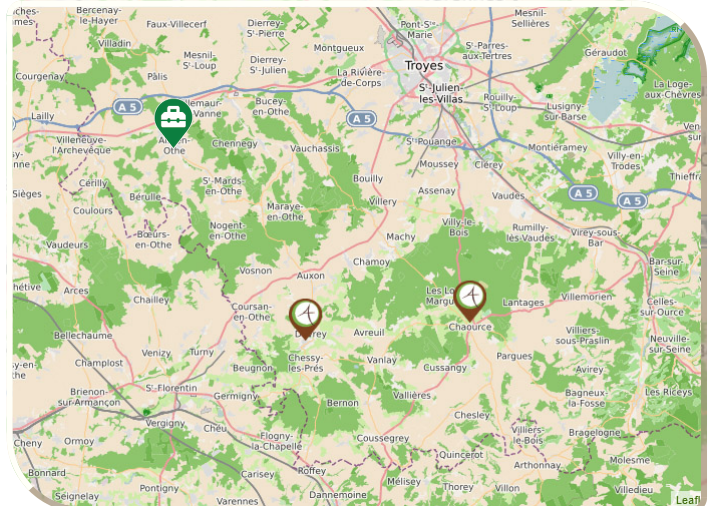 Bercenay-
le-Hayer
Faux-Villecerf
Dierrey-
S'-Pierre
Pont-Sᵗᵉ-
Marie
Mesnil-
Sellières
Villadin
Mesnil-
Sᵗ-Loup
Montgueux
Troyes
Sᵗ-Parres-
aux-Tertres
Géraudot
Courgenay
Pâlis
Dierrey-
Sᵗ-Julien
La Rivière-
de-Corps
Sᵗ-Julien-
les-Villas
Rouilly-
Sᵗ-Loup
La Loge-
aux-Chèvres
Lailly
A 5
Bucey-
en-Othe
A 5
Lusigny-
sur-Barse
Villeneuve-
l'Archevêque
Othe
Chennegy
Vauchassis
Moussey
Clérey
Montiéramey
Villy-en-
Trodes
Cérilly
Sᵗ-Mards-
en-Othe
Bouilly
Assenay
Vaudes
A 5
A 5
Sièges
Bérulle
Coulours
Maraye-
en-Othe
Villery
Nogent-
en-Othe
Villy-le-
Bois
Rumilly-
lès-Vaudes
Virey-sous-
Bar
Vaudeurs
Bœurs-
en-Othe
Machy
Vosnon
Auxon
Chamoy
Bar-sur-
Seine
Arces
Chailley
Coursan-
en-Othe
Lantages
Villemorien
Celles-
sur-Ource
Chaource
Bellechaume
Venizy
Turny
Avreuil
Villiers-
sous-Praslin
Neuville-
sur-Seine
Champlost
Beugnon
Chessy-
les-Prés
Vanlay
Cussangy
Pargues
Avirey
Brienon-
sur-Armançon
Sᵗ Florentin
Germigny
Bernon
Vallières
Bagneux-
la-Fosse
Les Riceys
Vergigny
Cheu
Chesley
Cheny
Ormoy
Flogny-
la-Chapelle
Coussegrey
Villiers-
le-Bois
Bragelogne
Bonnard
Carisey
Roffey
Quincerot
Arthonnay
Molesme
Seignelay
Pontigny
Varennes
Dannemoine
Mélisey
Thorey
Villon
Villedieu
Leafl